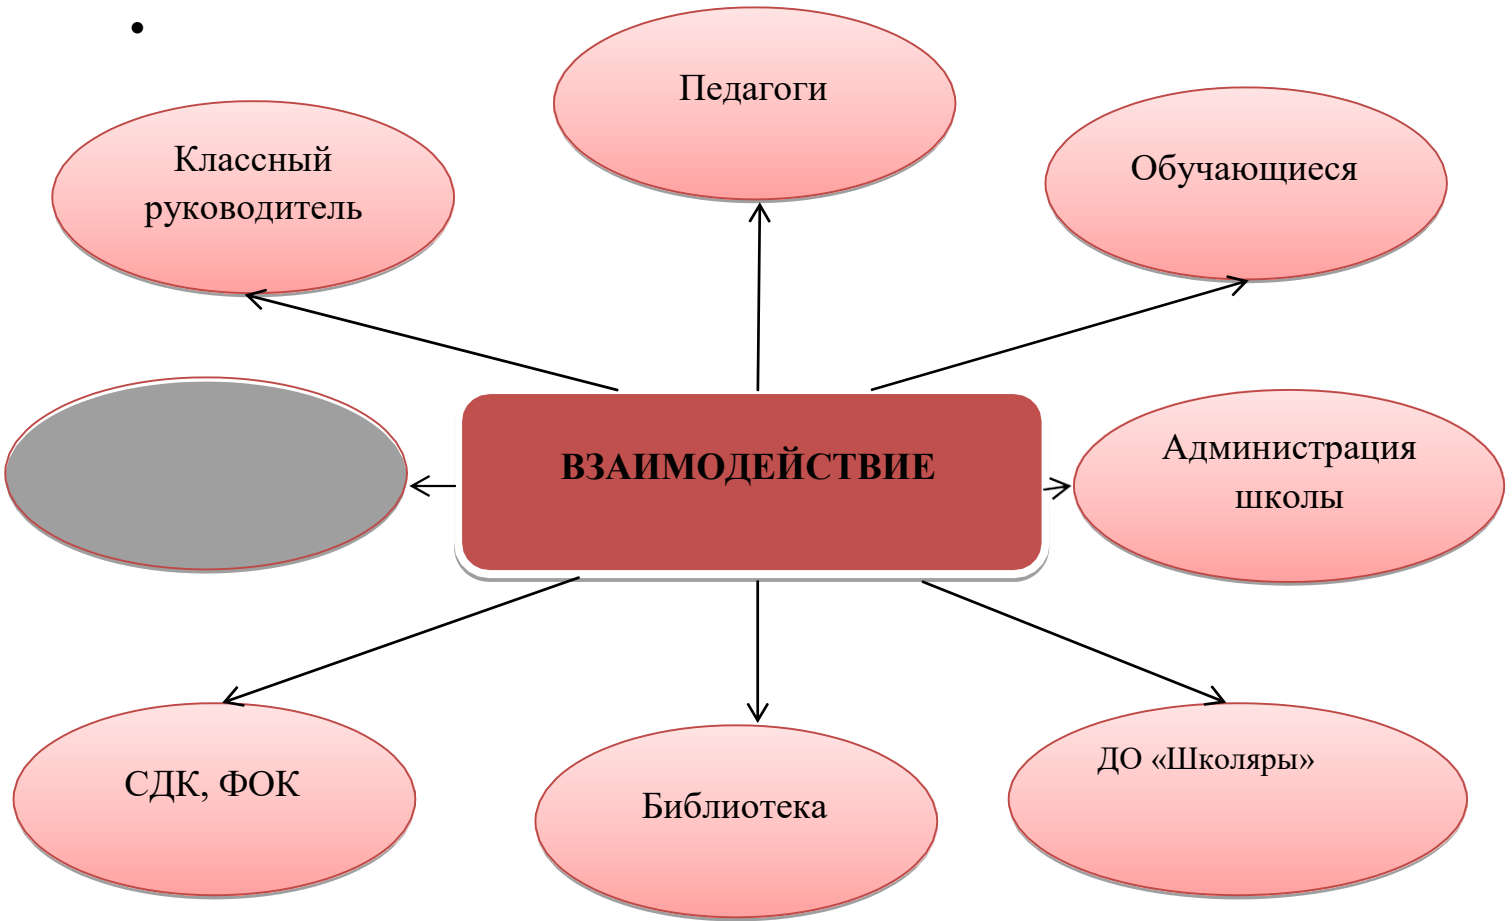 •
Педагоги
Классный
руководитель
Обучающиеся
ВЗАИМОДЕЙСТВИЕ
Администрация
школы
СДК, ФОК
Библиотека
ДО «Школяры»